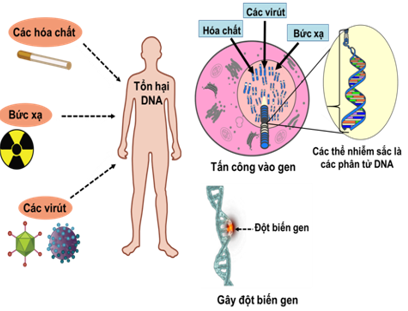 Các hóa chất
Bức xạ
Các virút
Tổn hại
DNA
Hóa chất
Các virút
Bức xạ
Tấn công vào gen
Các thể nhiễm sắc là
các phân tử DNA
Đột biến gen
Gây đột biến gen